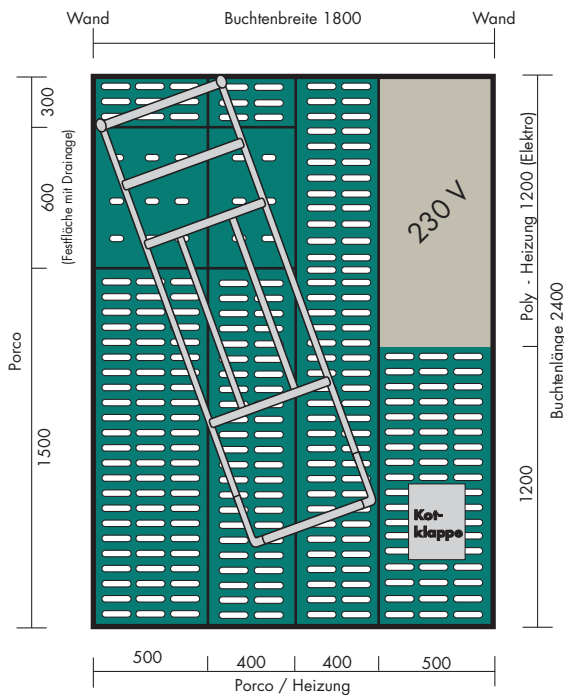 Wand
Buchtenbreite 1800
Wand
300
600
(Festfläche mit Drainage)
Porco
1500
230 V
Poly - Heizung 1200 (Elektro)
Buchtenlänge 2400
1200
Kot-
klappe
500
400
400
500
Porco / Heizung